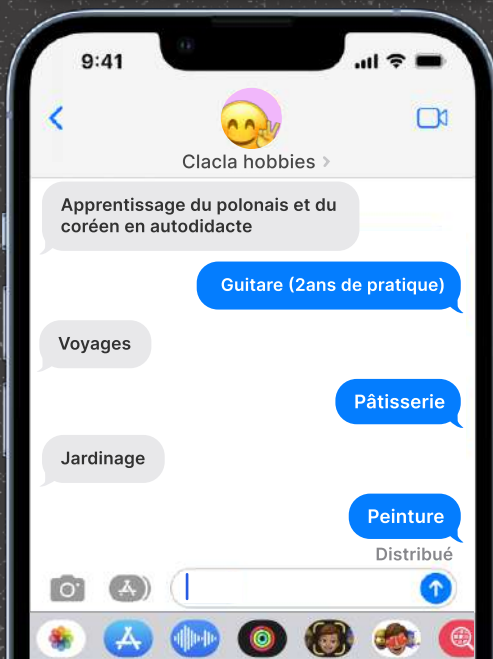 9:41
Clacla hobbies
Apprentissage du polonais et du
coréen en autodidacte
Guitare (2ans de pratique)
Voyages
Pâtisserie
Jardinage
Peinture
Distribué